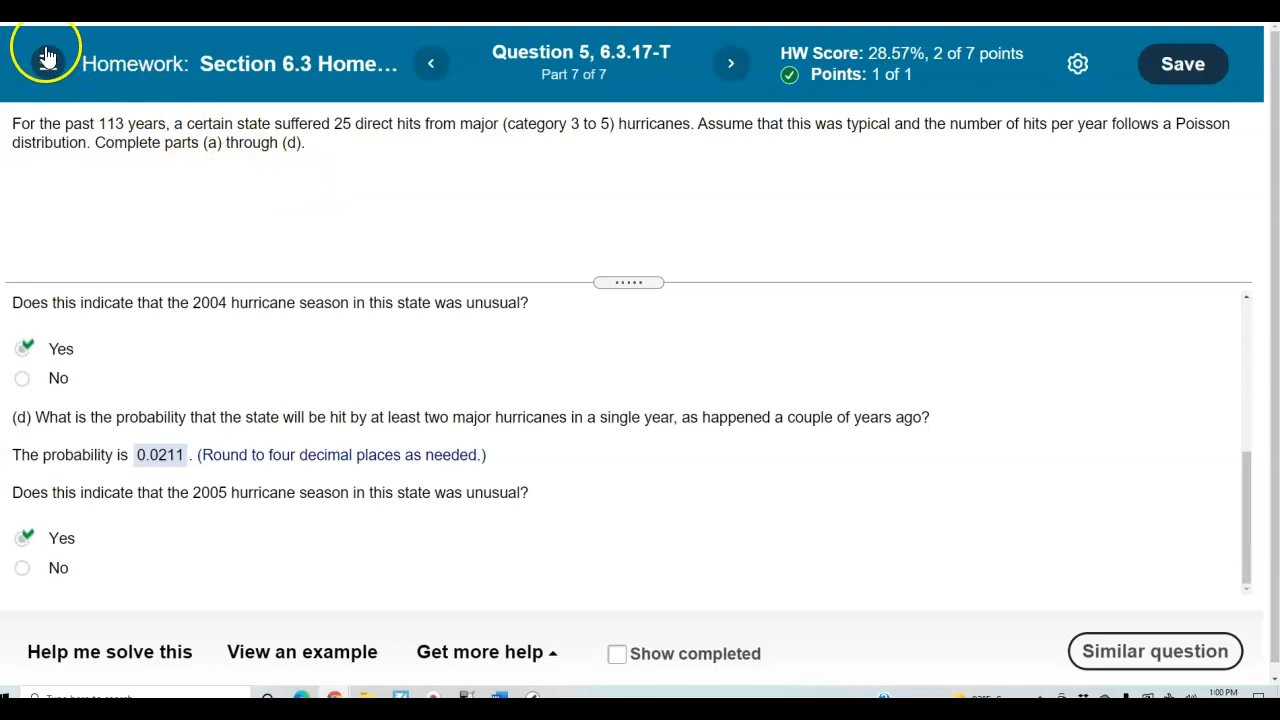 Homework: Section 6.3 Home...
Question 5, 6.3.17-T
Part 7 of 7
HW Score: 28.57%, 2 of 7 points
Points: 1 of 1
Save
For the past 113 years, a certain state suffered 25 direct hits from major (category 3 to 5) hurricanes. Assume that this was typical and the number of hits per year follows a Poisson
distribution. Complete parts (a) through (d).
Does this indicate that the 2004 hurricane season in this state was unusual?
Yes
No
(d) What is the probability that the state will be hit by at least two major hurricanes in a single year, as happened a couple of years ago?
The probability is 0.0211 . (Round to four decimal places as needed.)
Does this indicate that the 2005 hurricane season in this state was unusual?
Yes
No
Help me solve this
View an example
Get more help
Show completed
Similar question
1:00 PM